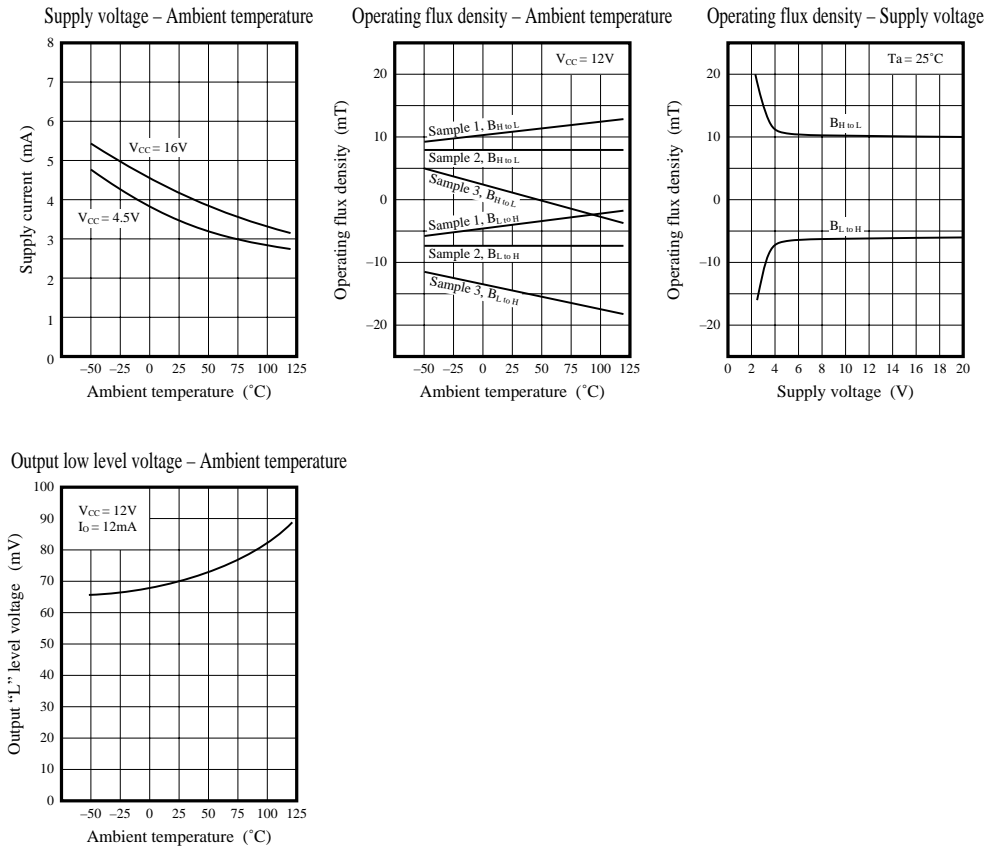 Supply voltage – Ambient temperature
8
7
6
5
4
3
2
1
0
Supply current (mA)
VCC = 16V
VCC = 4.5V
−50 −25 0 25 50 75 100 125
Ambient temperature (˚C)
Operating flux density – Ambient temperature
20
10
0
−10
−20
Operating flux density (mT)
VCC = 12V
Sample 1, BH to L
Sample 2, BH to L
Sample 3, BH to L
Sample 1, BL to H
Sample 2, BL to H
Sample 3, BL to H
−50 −25 0 25 50 75 100 125
Ambient temperature (˚C)
Operating flux density – Supply voltage
20
10
0
−10
−20
Operating flux density (mT)
Ta = 25˚C
BH to L
BL to H
0 2 4 6 8 10 12 14 16 18 20
Supply voltage (V)
Output low level voltage – Ambient temperature
100
90
80
70
60
50
40
30
20
10
0
Output “L” level voltage (mV)
VCC = 12V
IO = 12mA
−50 −25 0 25 50 75 100 125
Ambient temperature (˚C)